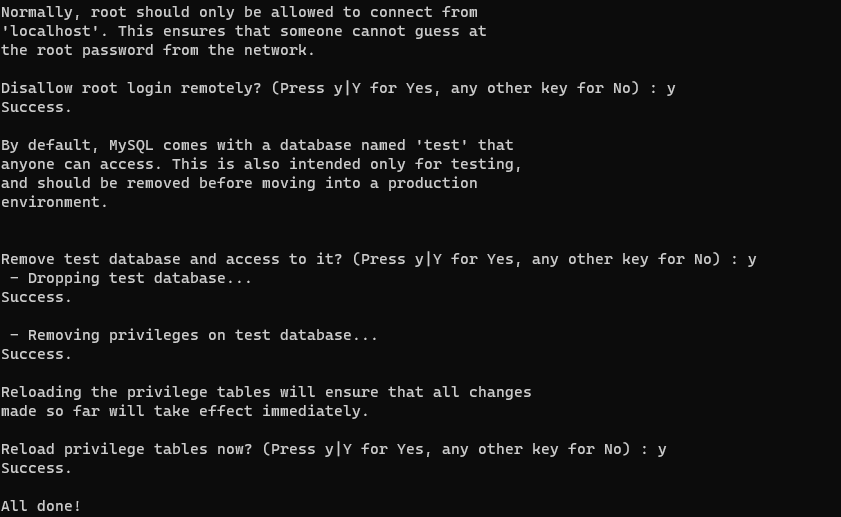 Normally, root should only be allowed to connect from
'localhost'. This ensures that someone cannot guess at
the root password from the network.
Disallow root login remotely? (Press y|Y for Yes, any other key for No) : y
Success.
By default, MySQL comes with a database named 'test' that
anyone can access. This is also intended only for testing,
and should be removed before moving into a production
environment.
Remove test database and access to it? (Press y|Y for Yes, any other key for No) : y
 - Dropping test database...
Success.
 - Removing privileges on test database...
Success.
Reloading the privilege tables will ensure that all changes
made so far will take effect immediately.
Reload privilege tables now? (Press y|Y for Yes, any other key for No) : y
Success.
All done!